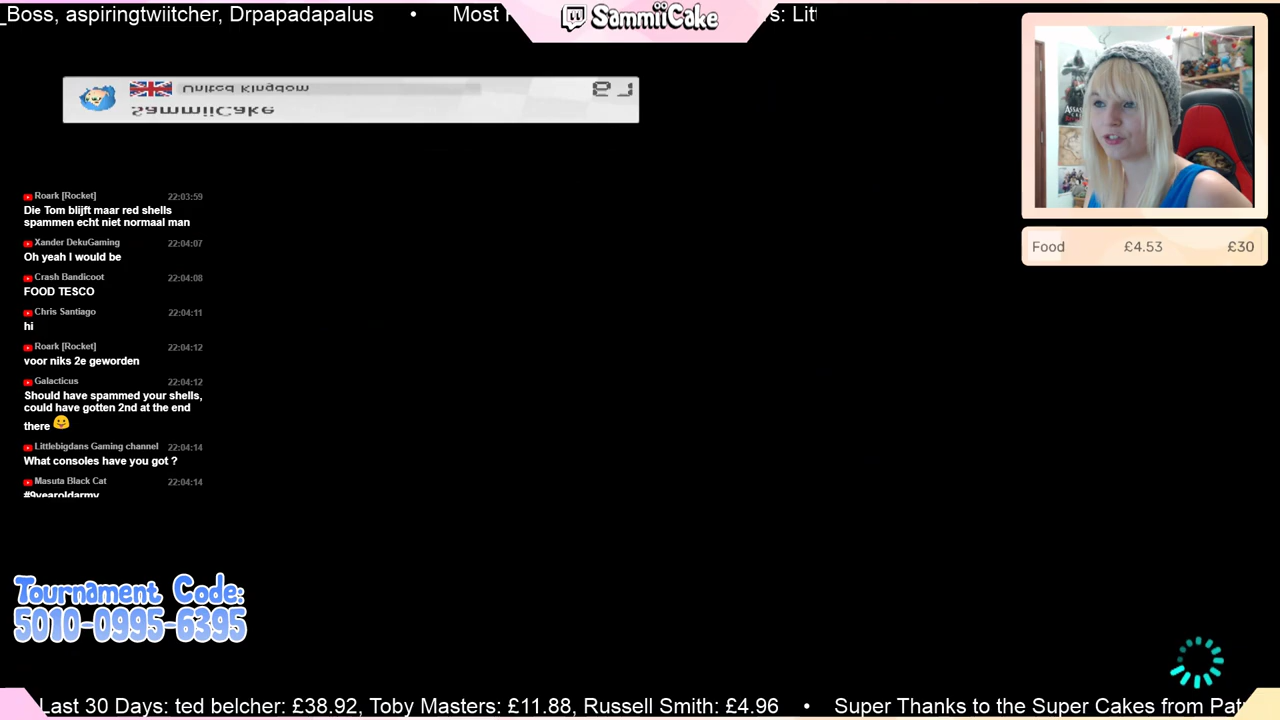 _Boss, aspiringtwiitcher, Drpapadapalus • Most
SammiiCake
s: Lit
United Kingdom
SammiiCake
Roark [Rocket] 22:03:59
Die Tom blijft maar red shells
spammen echt niet normaal man
Xander DekuGaming 22:04:07
Oh yeah I would be
Crash Bandicoot 22:04:08
FOOD TESCO
Chris Santiago 22:04:11
hi
Roark [Rocket] 22:04:12
voor niks 2e geworden
Galacticus 22:04:12
Should have spammed your shells,
could have gotten 2nd at the end
there
Littlebigdans Gaming channel 22:04:14
What consoles have you got ?
Masuta Black Cat 22:04:14
#9yearoldarmy
Food £4.53 £30
Tournament Code:
5010-0995-6395
Last 30 Days: ted belcher: £38.92, Toby Masters: £11.88, Russell Smith: £4.96 • Super Thanks to the Super Cakes from Patr